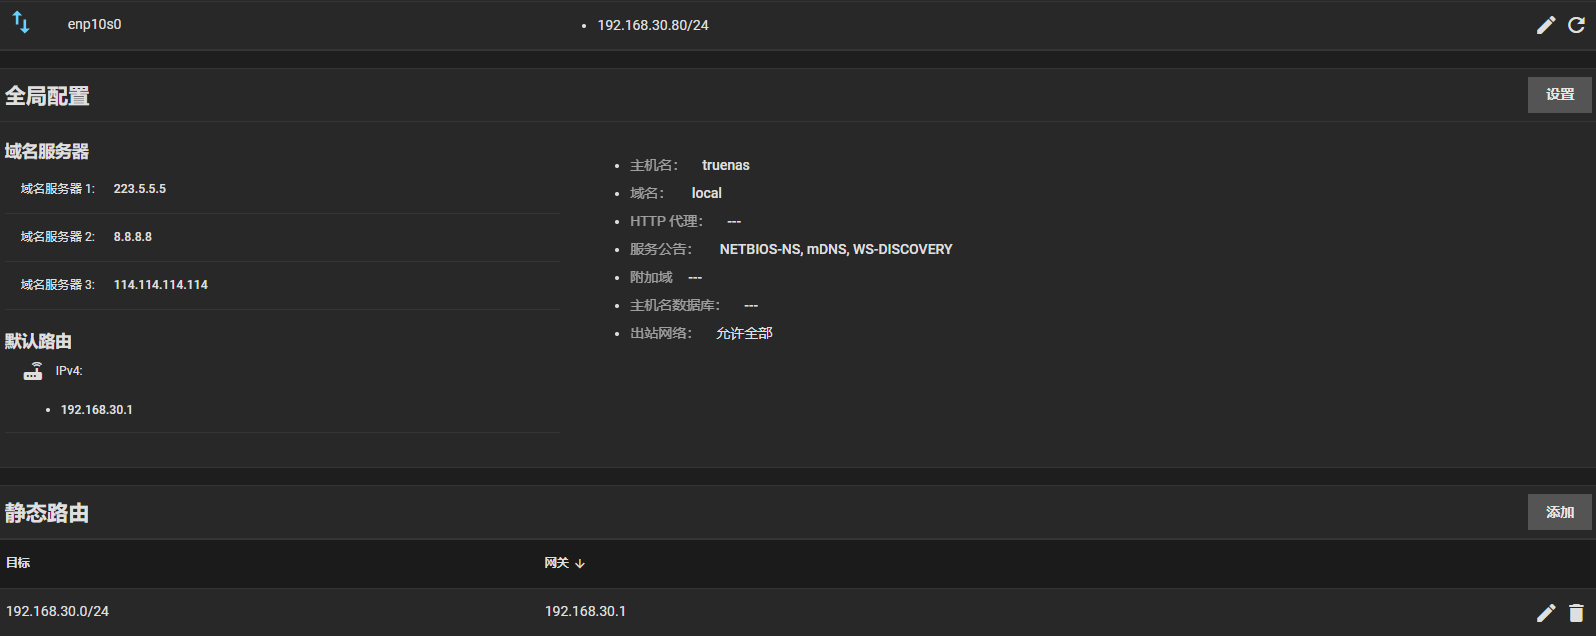 enp10s0
192.168.30.80/24
全局配置
设置
域名服务器
域名服务器 1: 223.5.5.5
域名服务器 2: 8.8.8.8
域名服务器 3: 114.114.114.114
默认路由
IPv4:
192.168.30.1
主机名： truenas
域名： local
HTTP 代理： ---
服务公告： NETBIOS-NS, mDNS, WS-DISCOVERY
附加域 ---
主机名数据库： ---
出站网络： 允许全部
静态路由
添加
目标 网关
192.168.30.0/24 192.168.30.1